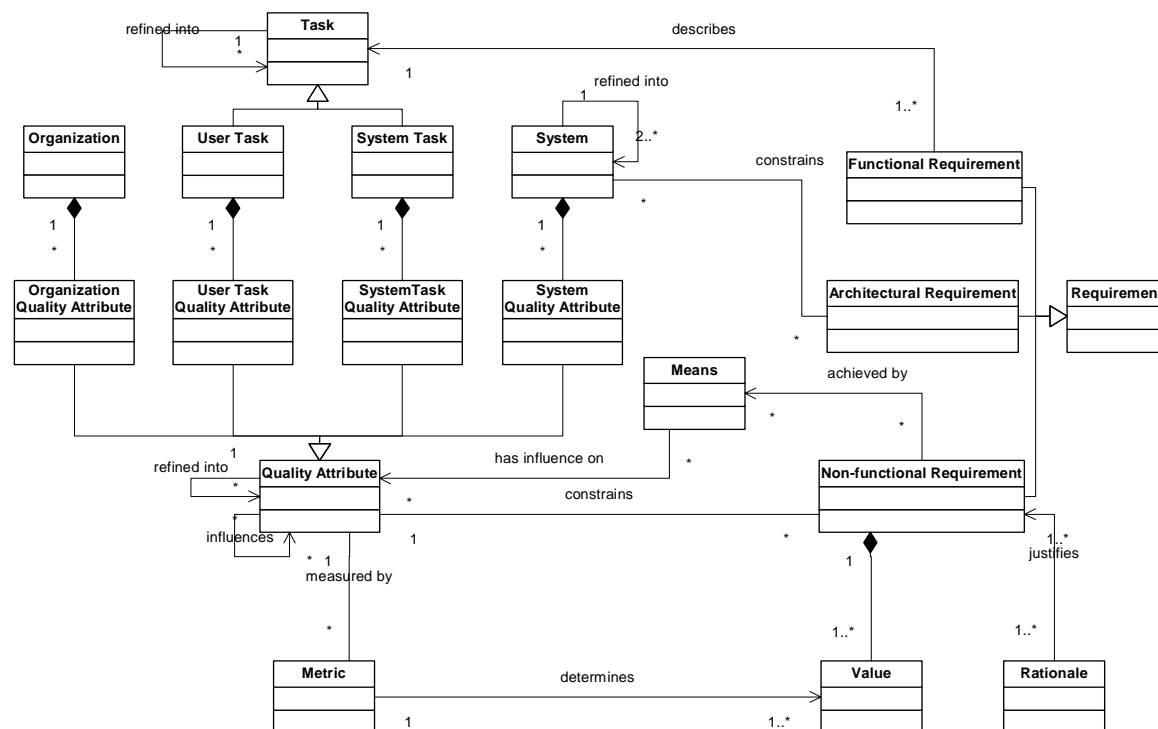 Task
refined into
1
*
describes
1
refined into
1
2..*
1..*
Organization
User Task
System Task
System
constrains
Functional Requirement
*
1
*
1
*
1
*
1
*
Organization
Quality Attribute
User Task
Quality Attribute
SystemTask
Quality Attribute
System
Quality Attribute
Architectural Requirement
Requiremen
*
Means
achieved by
*
*
1
refined into
Quality Attribute
has influence on
*
Non-functional Requirement
*
*
constrains
*
influences
1
*
*
1
measured by
1
1..*
justifies
*
1..*
1..*
Metric
determines
Value
Rationale
1
1..*